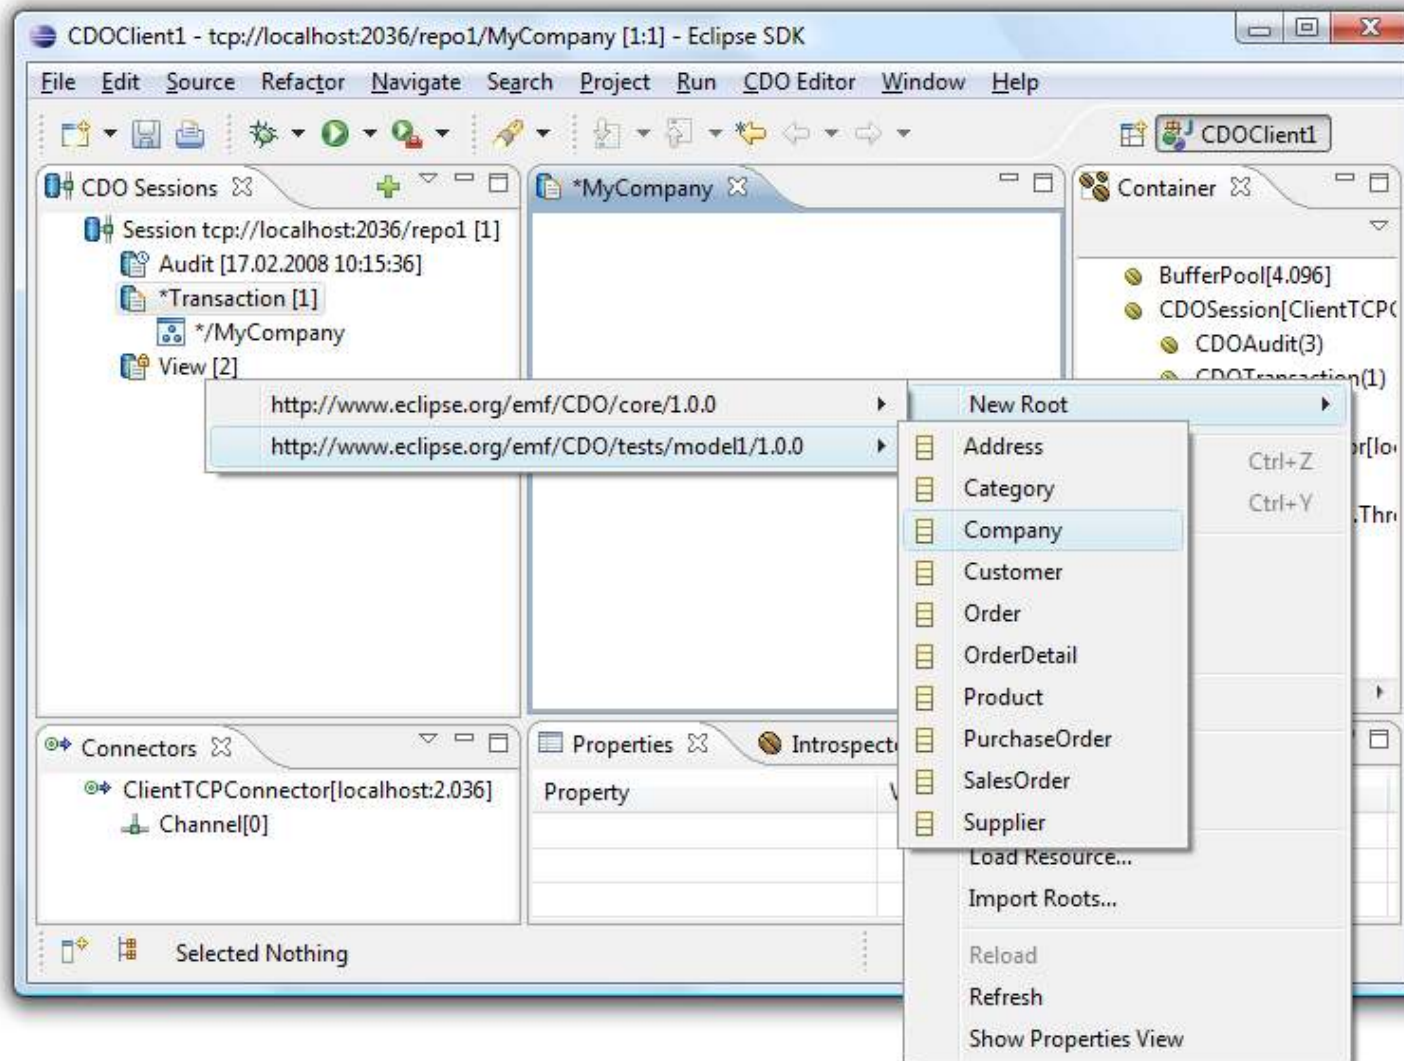 CDOClient1 - tcp://localhost:2036/repo1/MyCompany [1:1] - Eclipse SDK
File Edit Source Refactor Navigate Search Project Run CDO Editor Window Help
CDOClient1
CDO Sessions
*MyCompany
Container
Session tcp://localhost:2036/repo1 [1]
Audit [17.02.2008 10:15:36]
*Transaction [1]
*/MyCompany
View [2]
BufferPool[4.096]
CDOSession[ClientTCP
CDOAudit(3)
CDOTransaction(1)
http://www.eclipse.org/emf/CDO/core/1.0.0
http://www.eclipse.org/emf/CDO/tests/model1/1.0.0
New Root
Ctrl+Z
Ctrl+Y
Address
Category
Company
Customer
Order
OrderDetail
Product
PurchaseOrder
SalesOrder
Supplier
Load Resource...
Import Roots...
Reload
Refresh
Show Properties View
Connectors
ClientTCPConnector[localhost:2.036]
Channel[0]
Properties
Introspect
Property
Selected Nothing